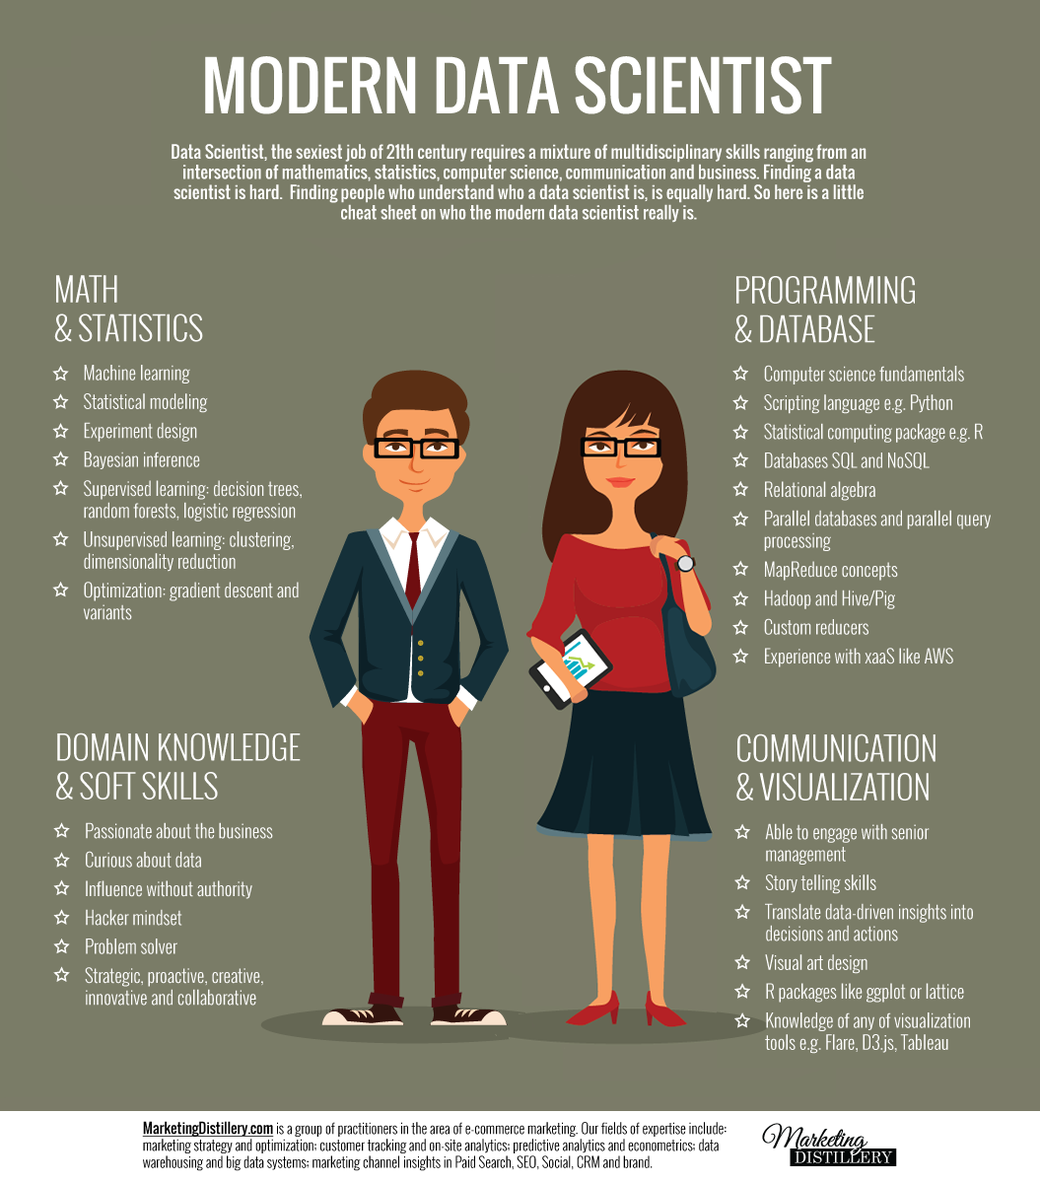 MODERN DATA SCIENTIST
Data Scientist, the sexiest job of 21th century requires a mixture of multidisciplinary skills ranging from an
intersection of mathematics, statistics, computer science, communication and business. Finding a data
scientist is hard. Finding people who understand who a data scientist is, is equally hard. So here is a little
cheat sheet on who the modern data scientist really is.
MATH
& STATISTICS
Machine learning
Statistical modeling
Experiment design
Bayesian inference
Supervised learning: decision trees,
random forests, logistic regression
Unsupervised learning: clustering,
dimensionality reduction
Optimization: gradient descent and
variants
PROGRAMMING
& DATABASE
Computer science fundamentals
Scripting language e.g. Python
Statistical computing package e.g. R
Databases SQL and NoSQL
Relational algebra
Parallel databases and parallel query
processing
MapReduce concepts
Hadoop and Hive/Pig
Custom reducers
Experience with xaaS like AWS
DOMAIN KNOWLEDGE
& SOFT SKILLS
Passionate about the business
Curious about data
Influence without authority
Hacker mindset
Problem solver
Strategic, proactive, creative,
innovative and collaborative
COMMUNICATION
& VISUALIZATION
Able to engage with senior
management
Story telling skills
Translate data-driven insights into
decisions and actions
Visual art design
R packages like ggplot or lattice
Knowledge of any of visualization
tools e.g. Flare, D3.js, Tableau
MarketingDistillery.com is a group of practitioners in the area of e-commerce marketing. Our fields of expertise include:
marketing strategy and optimization; customer tracking and on-site analytics; predictive analytics and econometrics; data
warehousing and big data systems; marketing channel insights in Paid Search, SEO, Social, CRM and brand.
Marketing
DISTILLERY